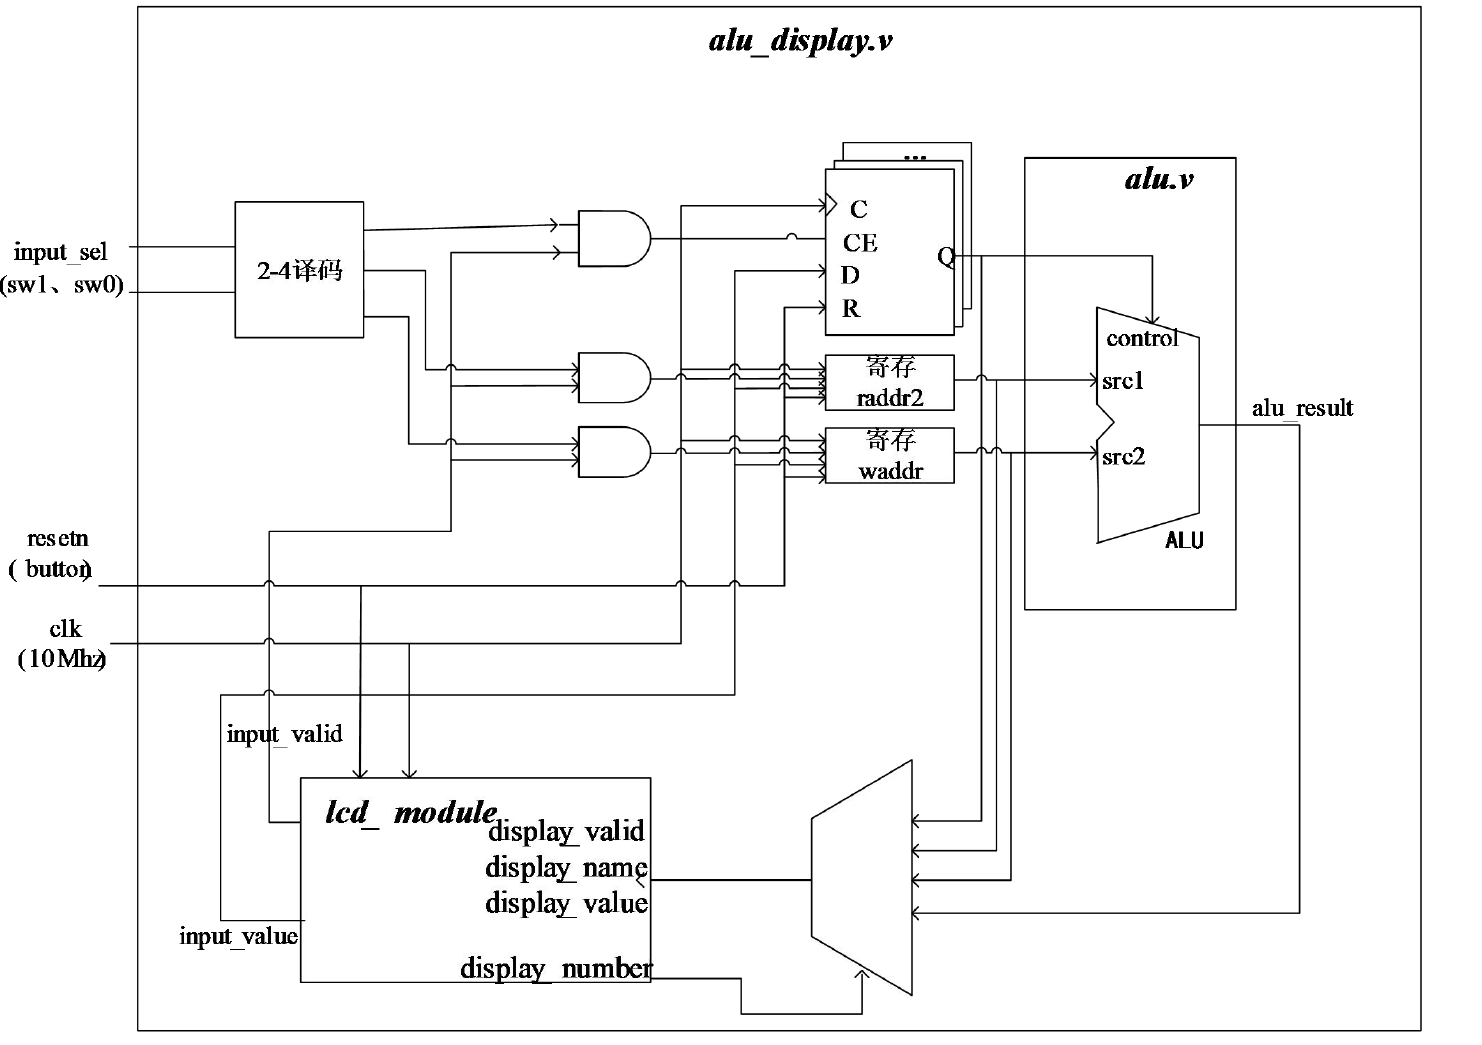 alu_display.v
alu.v
input_sel
(sw1、sw0)
2-4译码
C
CE
D
R
Q
...
control
src1
src2
ALU
寄存
raddr2
寄存
waddr
alu_result
resetn
( button)
clk
(10Mhz)
input_valid
lcd_ module
display_valid
display_name
display_value
input_value
display_number